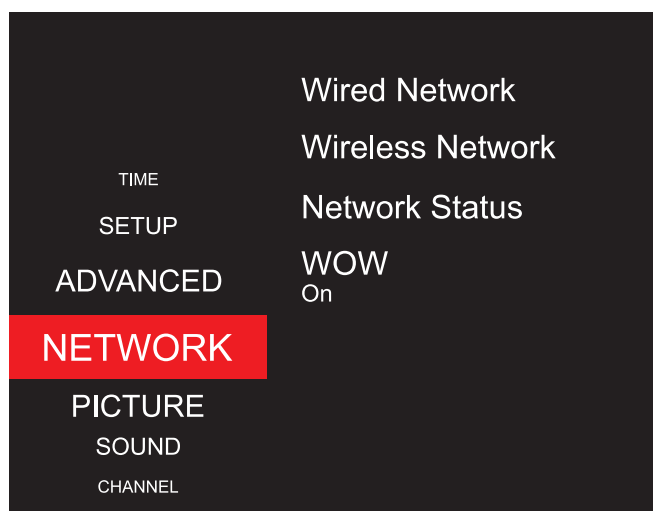 TIME
SETUP
ADVANCED
NETWORK
PICTURE
SOUND
CHANNEL
Wired Network
Wireless Network
Network Status
WOW
On